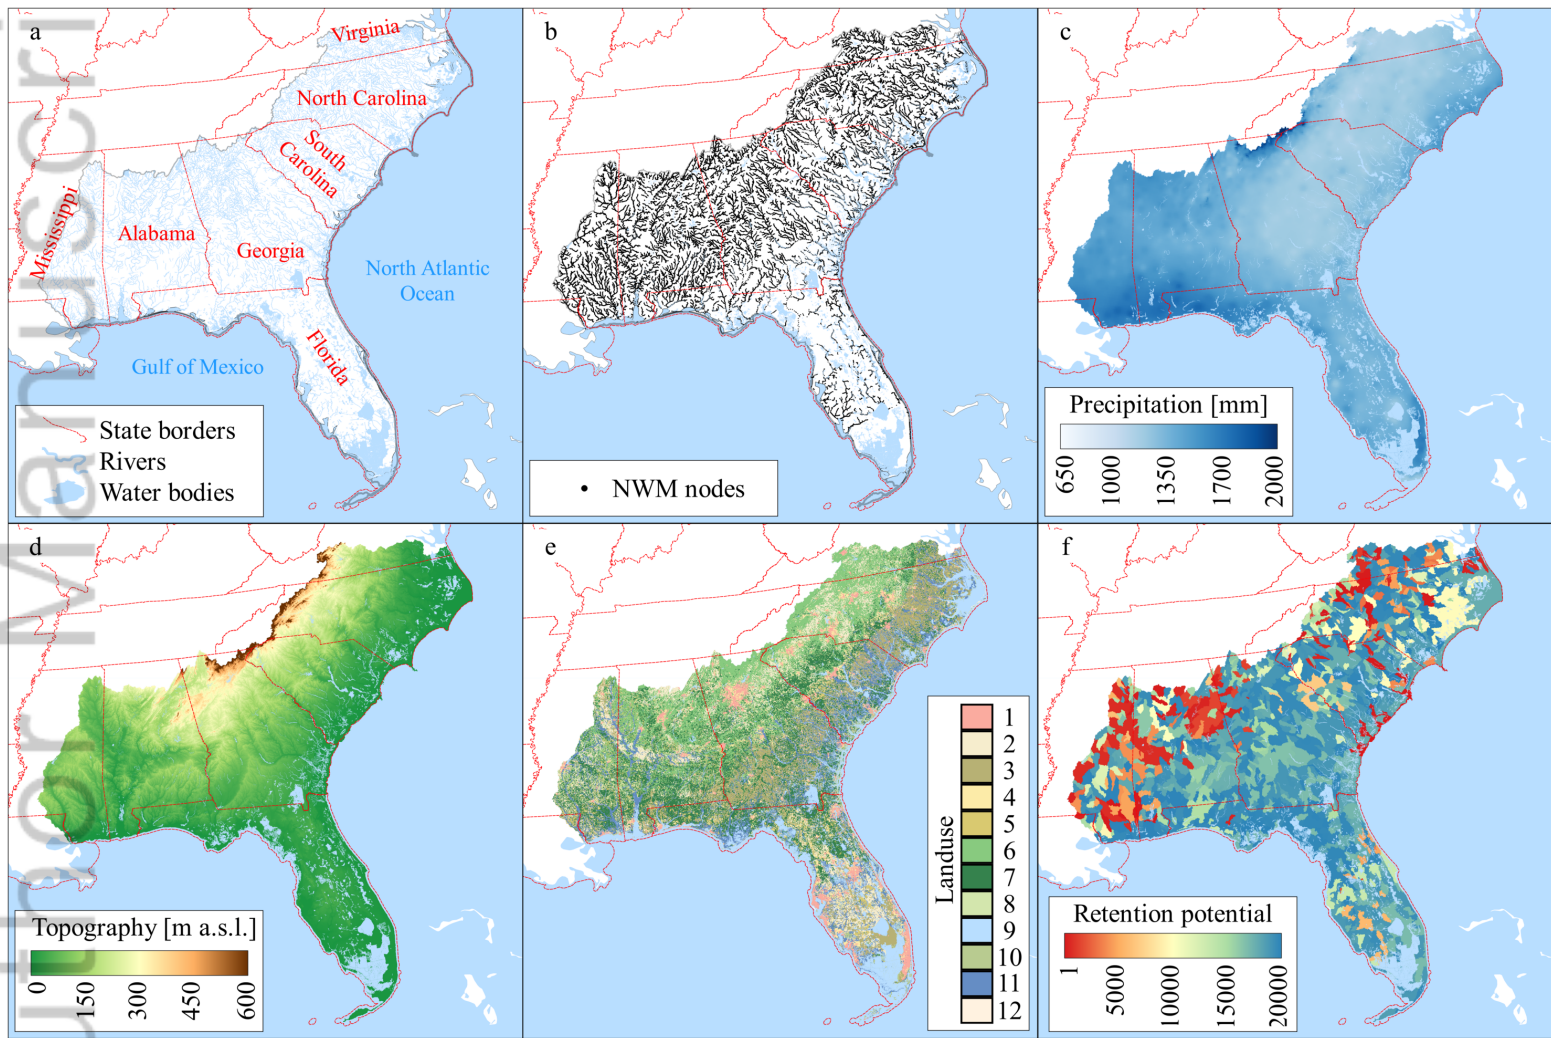 a
Virginia
North Carolina
South
Carolina
Mississippi
Alabama
Georgia
North Atlantic
Ocean
Florida
Gulf of Mexico
State borders
Rivers
Water bodies
b
NWM nodes
c
Precipitation [mm]
650
1000
1350
1700
2000
d
Topography [m a.s.l.]
0
150
300
450
600
e
Landuse
1
2
3
4
5
6
7
8
9
10
11
12
f
Retention potential
1
5000
10000
15000
20000
uthor Manuscri